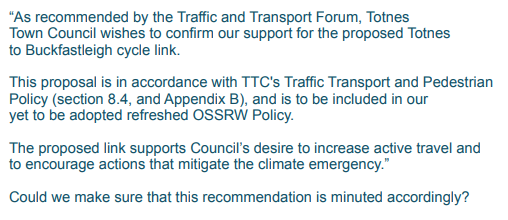 “As recommended by the Traffic and Transport Forum, Totnes
Town Council wishes to confirm our support for the proposed Totnes
to Buckfastleigh cycle link.
This proposal is in accordance with TTC's Traffic Transport and Pedestrian
Policy (section 8.4, and Appendix B), and is to be included in our
yet to be adopted refreshed OSSRW Policy.
The proposed link supports Council’s desire to increase active travel and
to encourage actions that mitigate the climate emergency.”
Could we make sure that this recommendation is minuted accordingly?